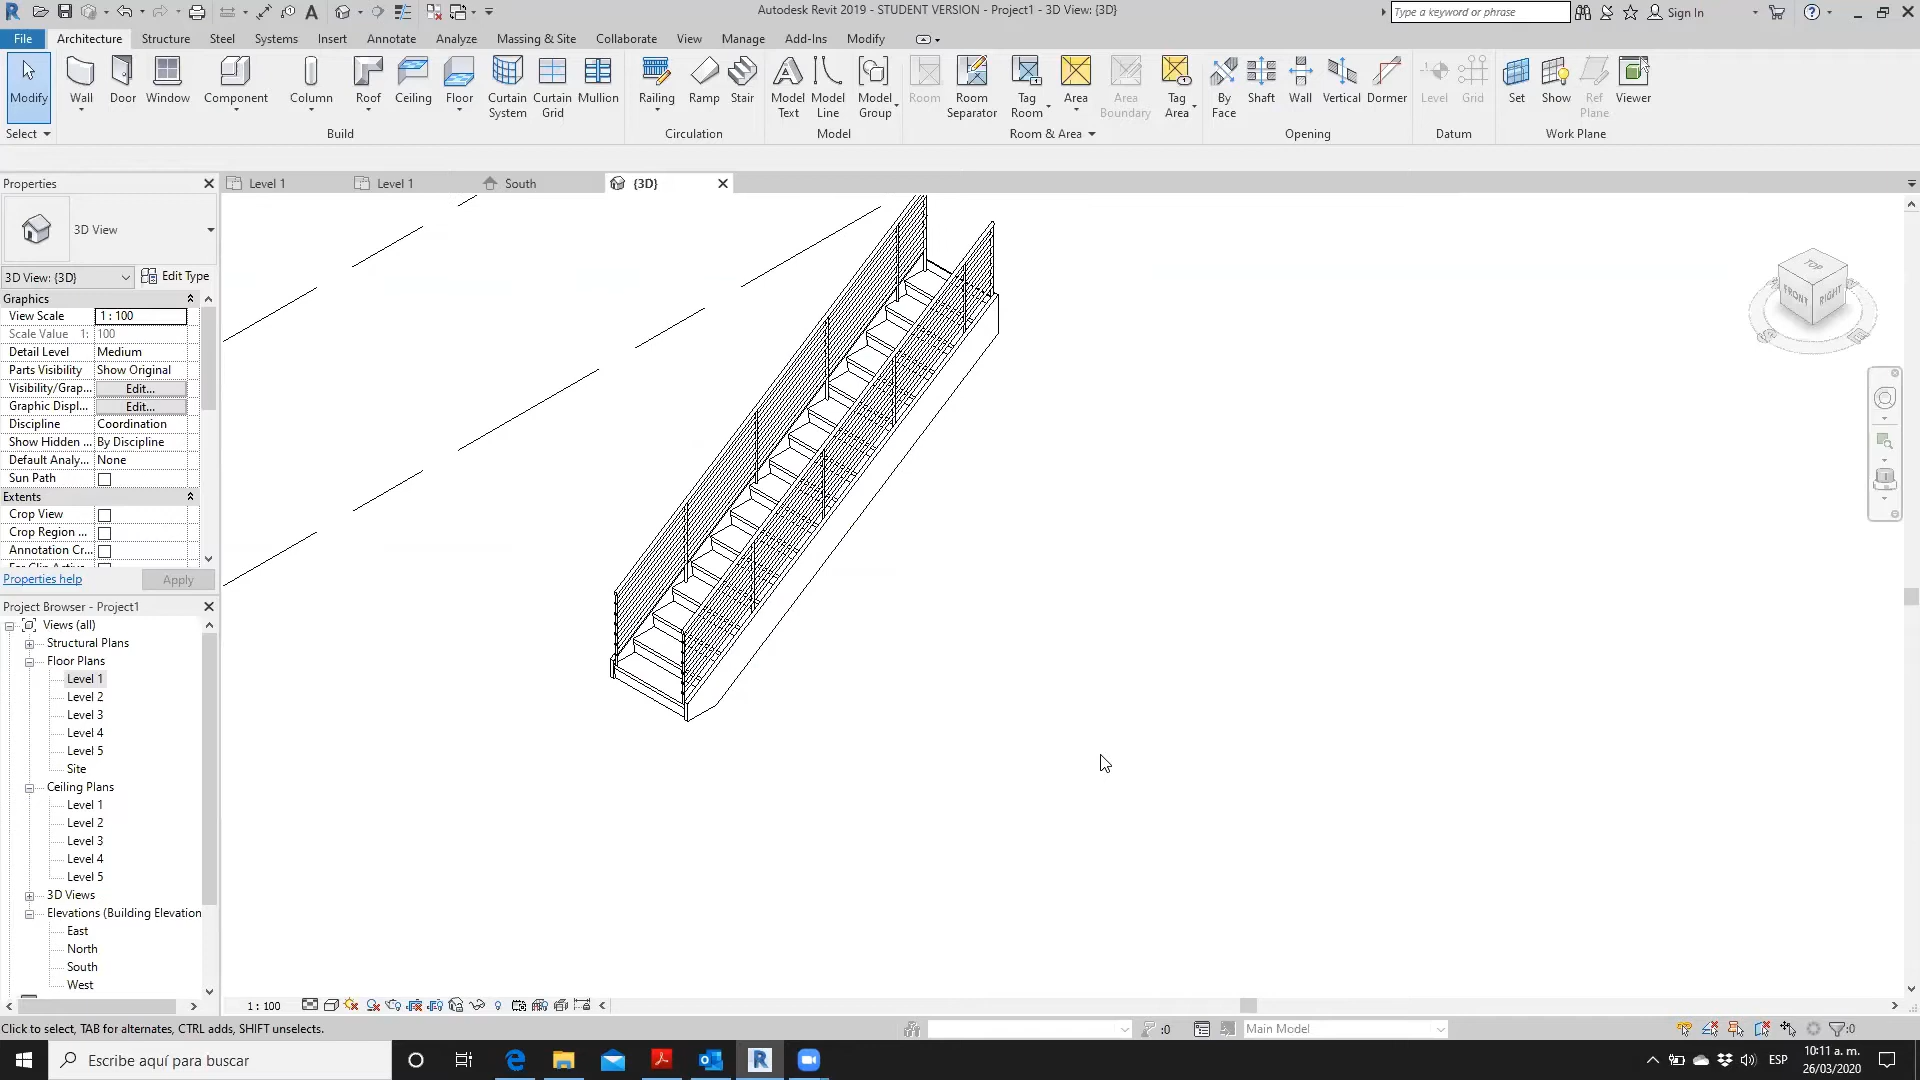 Autodesk Revit 2019 - STUDENT VERSION - Project1 - 3D View: {3D}
Type a keyword or phrase
Sign In
File
Architecture
Structure
Steel
Systems
Insert
Annotate
Analyze
Massing & Site
Collaborate
View
Manage
Add-Ins
Modify
Modify
Wall
Door
Window
Component
Column
Roof
Ceiling
Floor
Curtain
System
Curtain
Grid
Mullion
Railing
Ramp
Stair
Model
Text
Model
Line
Model
Group
Room
Room
Separator
Tag
Room
Area
Area
Boundary
Tag
Area
By
Face
Shaft
Wall
Vertical
Dormer
Level
Grid
Set
Show
Ref
Plane
Viewer
Select
Build
Circulation
Model
Room & Area
Opening
Datum
Work Plane
Properties
Level 1
Level 1
South
{3D}
3D View
3D View: {3D}
Edit Type
Graphics
View Scale
1 : 100
Scale Value 1:
100
Detail Level
Medium
Parts Visibility
Show Original
Visibility/Grap...
Edit...
Graphic Displ...
Edit...
Discipline
Coordination
Show Hidden ...
By Discipline
Default Analy...
None
Sun Path
Extents
Crop View
Crop Region ...
Annotation Cr...
Properties help
Apply
TOP
FRONT
RIGHT
Project Browser - Project1
Views (all)
Structural Plans
Floor Plans
Level 1
Level 2
Level 3
Level 4
Level 5
Site
Ceiling Plans
Level 1
Level 2
Level 3
Level 4
Level 5
3D Views
Elevations (Building Elevation
East
North
South
West
1 : 100
Click to select, TAB for alternates, CTRL adds, SHIFT unselects.
:0
Main Model
:0
Escribe aquí para buscar
ESP
10:11 a. m.
26/03/2020